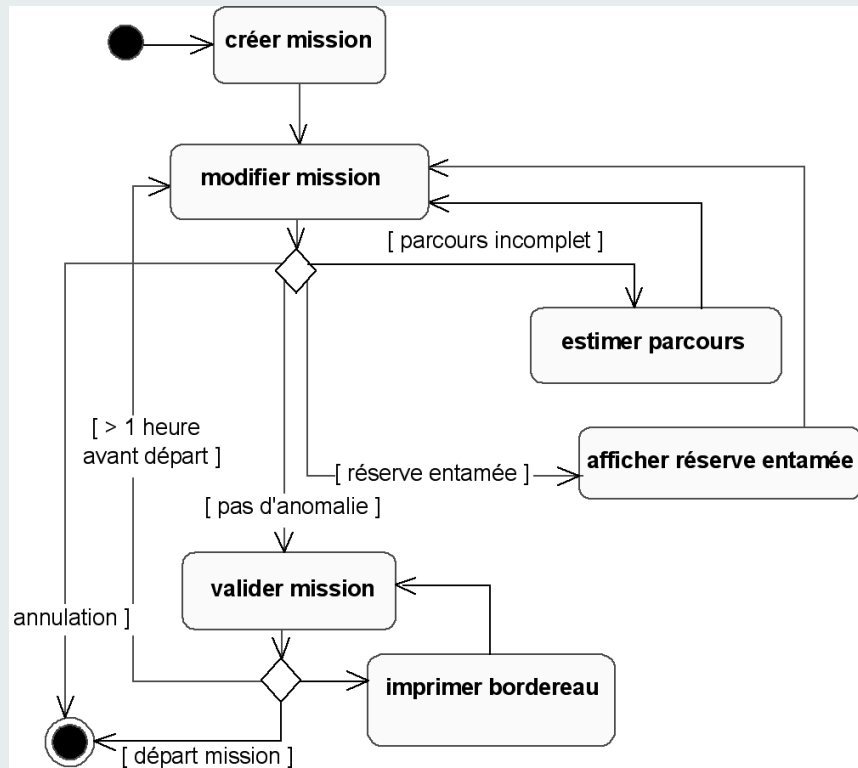 créer mission
modifier mission
[ parcours incomplet ]
estimer parcours
[ > 1 heure
avant départ ]
[ réserve entamée ]
afficher réserve entamée
[ pas d'anomalie ]
valider mission
annulation ]
imprimer bordereau
[ départ mission ]